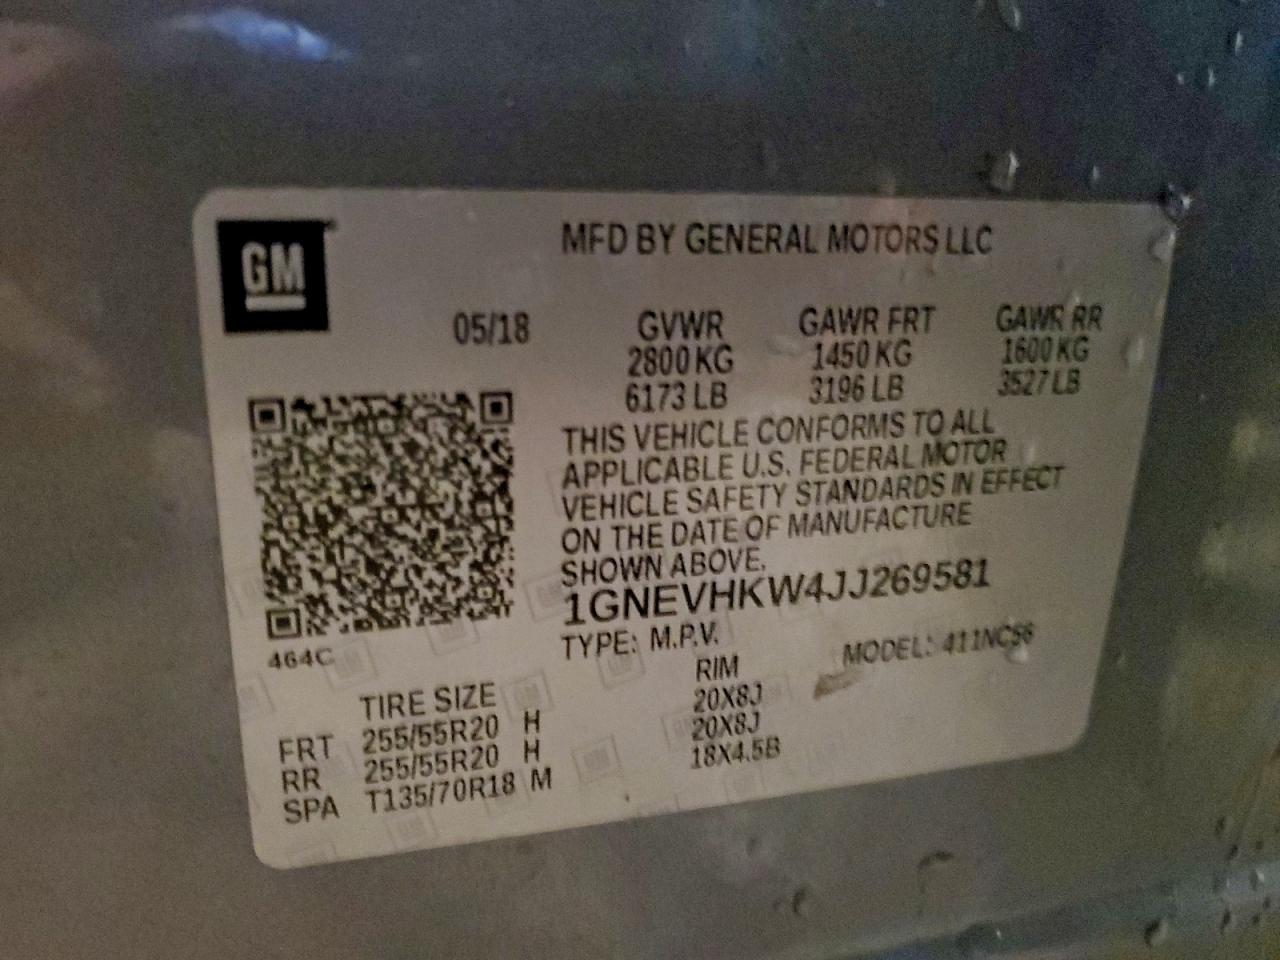 GM
MFD BY GENERAL MOTORS LLC
05/18 GVWR GAWR FRT GAWR RR
2800 KG 1450 KG 1600 KG
6173 LB 3196 LB 3527 LB
THIS VEHICLE CONFORMS TO ALL
APPLICABLE U.S. FEDERAL MOTOR
VEHICLE SAFETY STANDARDS IN EFFECT
ON THE DATE OF MANUFACTURE
SHOWN ABOVE.
1GNEVHKW4JJ269581
464C
TYPE: M.P.V. MODEL: 411NC56
TIRE SIZE RIM
FRT 255/55R20 H 20X8J
RR 255/55R20 H 20X8J
SPA T135/70R18 M 18X4.5B